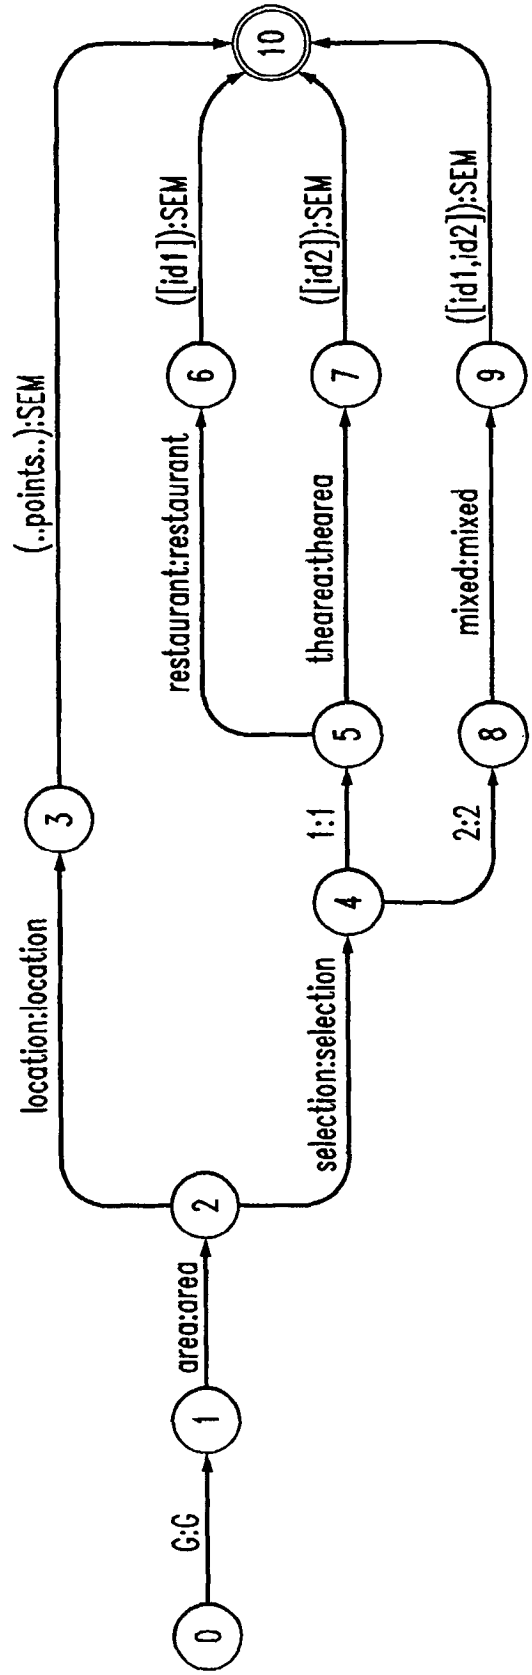 0
G:G
1
area:area
2
location:location
3
(..points..):SEM
selection:selection
4
1:1
5
restaurant:restaurant
6
([id1]):SEM
thearea:thearea
7
([id2]):SEM
2:2
8
mixed:mixed
9
([id1,id2]):SEM
10